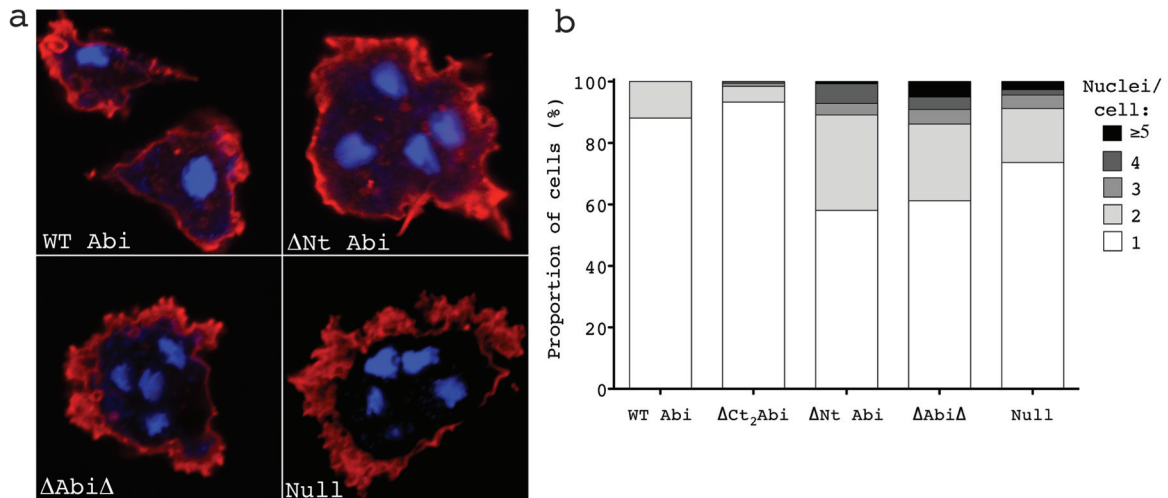 a
WT Abi
ΔNt Abi
ΔAbiΔ
Null
b
Proportion of cells (%)
100
80
60
40
20
0
WT Abi
ΔCt₂Abi
ΔNt Abi
ΔAbiΔ
Null
Nuclei/
cell:
≥5
4
3
2
1